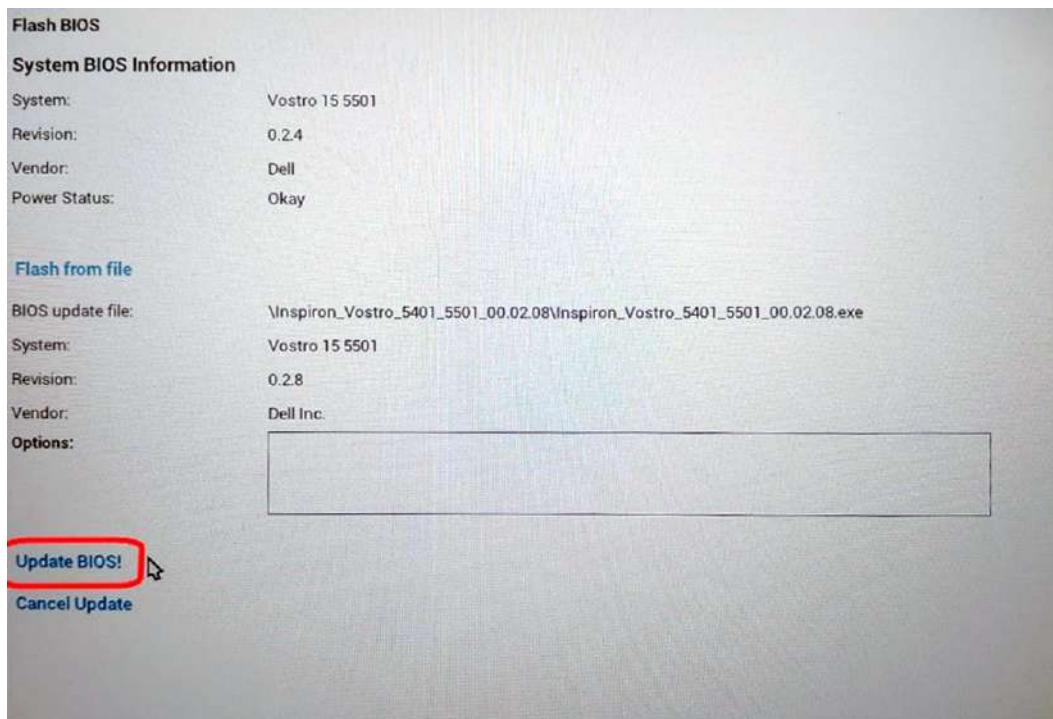 Flash BIOS
System BIOS Information
System: Vostro 15 5501
Revision: 0.2.4
Vendor: Dell
Power Status: Okay
Flash from file
BIOS update file: \Inspiron_Vostro_5401_5501_00.02.08\Inspiron_Vostro_5401_5501_00.02.08.exe
System: Vostro 15 5501
Revision: 0.2.8
Vendor: Dell Inc.
Options:
Update BIOS!
Cancel Update